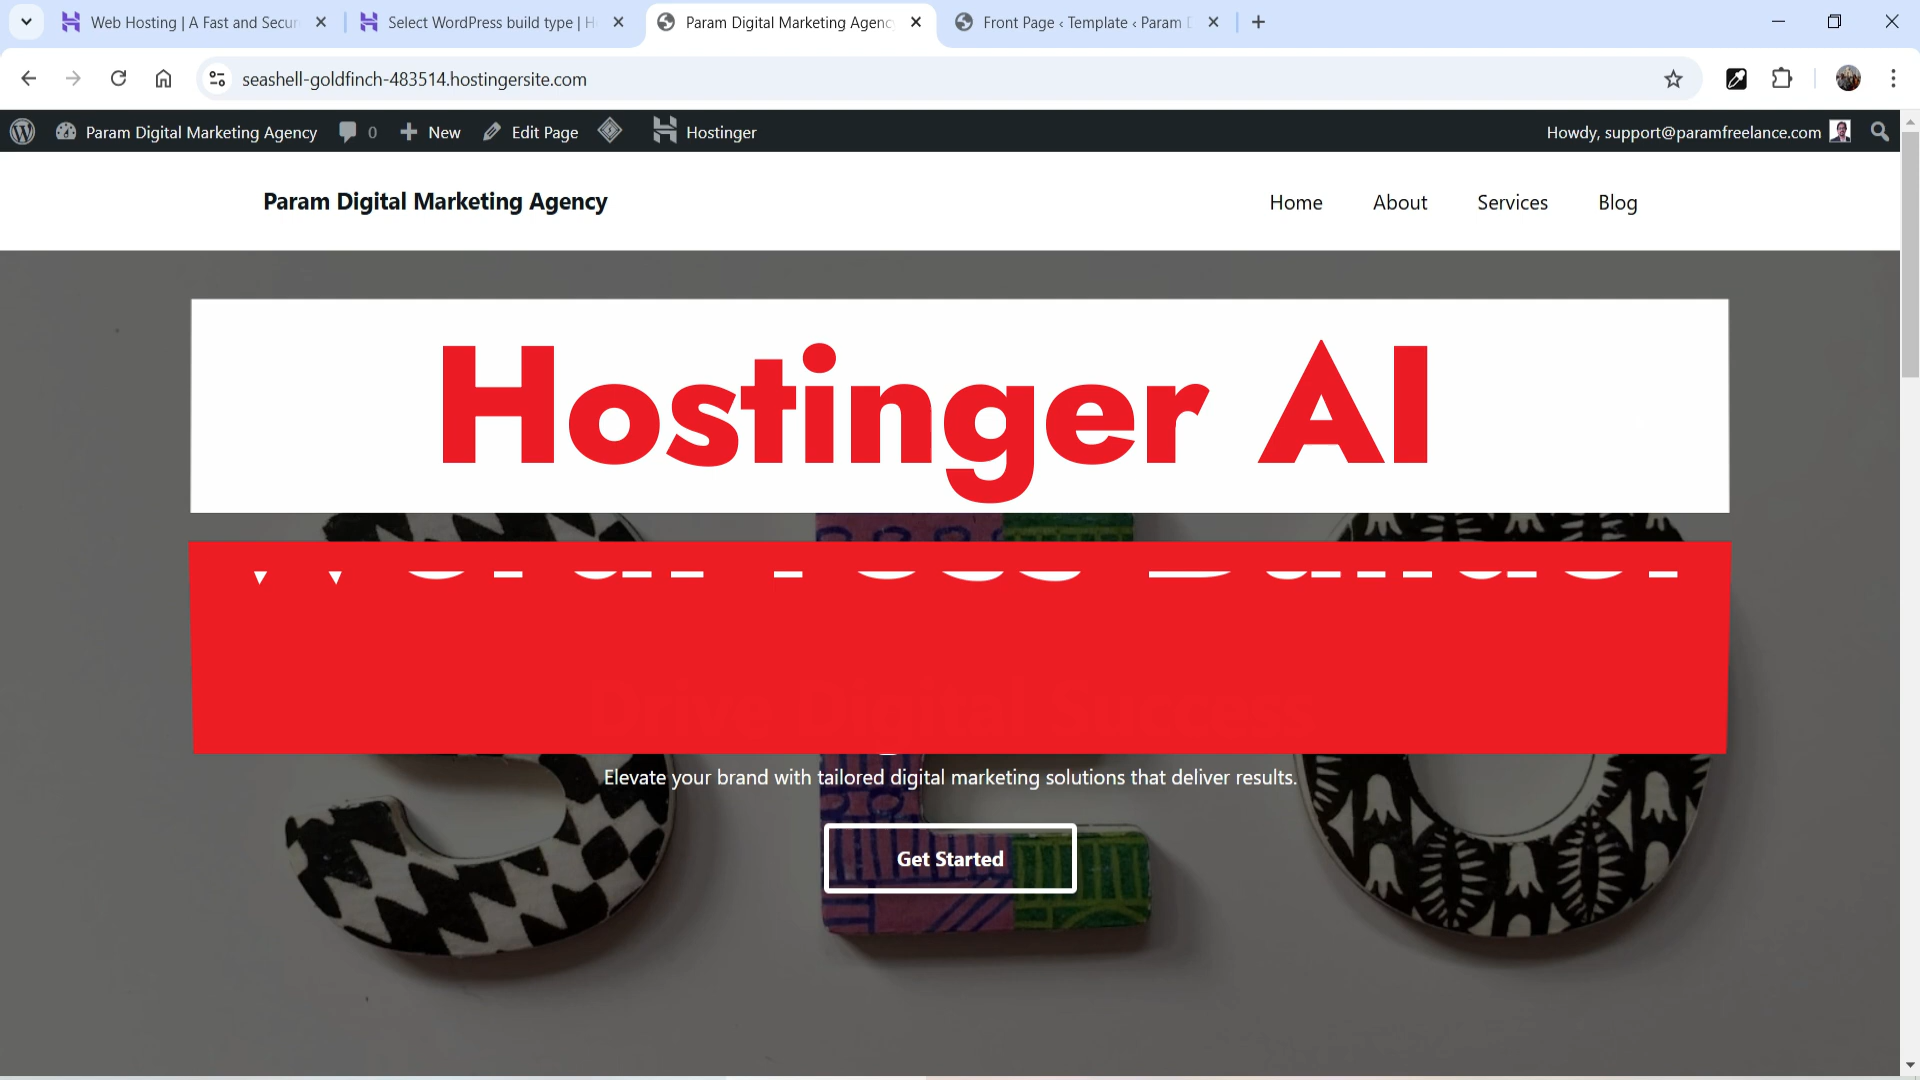 Web Hosting | A Fast and Secur
Select WordPress build type | H
Param Digital Marketing Agenc
Front Page ‹ Template ‹ Param D
seashell-goldfinch-483514.hostingersite.com
Param Digital Marketing Agency
0
New
Edit Page
Hostinger
Howdy, support@paramfreelance.com
Param Digital Marketing Agency
Home
About
Services
Blog
Hostinger AI
Elevate your brand with tailored digital marketing solutions that deliver results.
Get Started